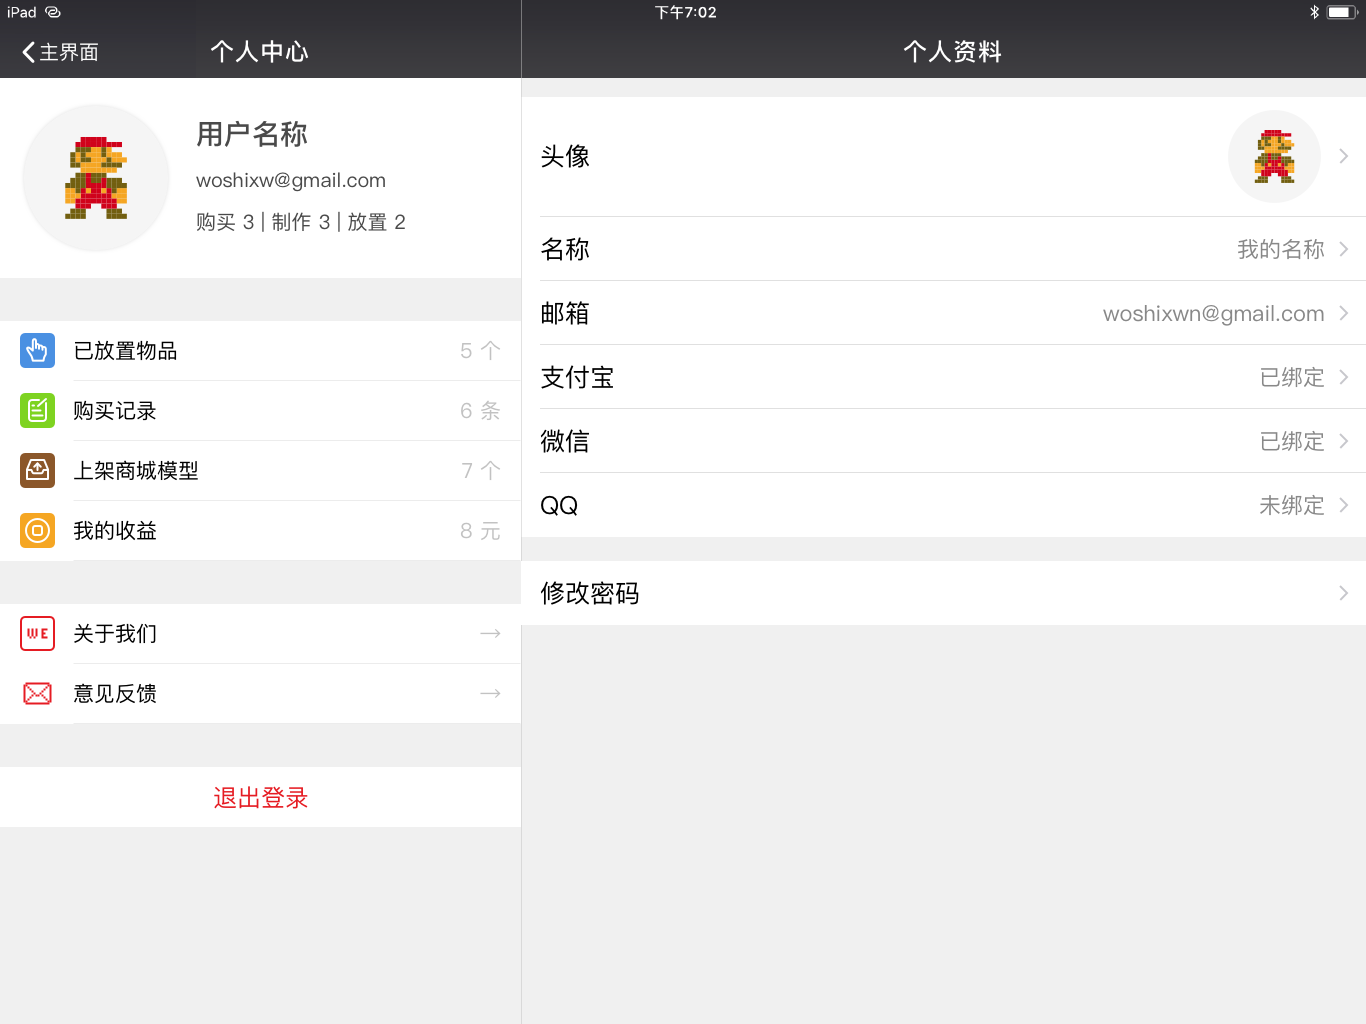 iPad
下午7:02
主界面
个人中心
个人资料
用户名称
woshixw@gmail.com
购买 3 | 制作 3 | 放置 2
已放置物品 5 个
购买记录 6 条
上架商城模型 7 个
我的收益 8 元
WE 关于我们
意见反馈
退出登录
头像
名称 我的名称
邮箱 woshixwn@gmail.com
支付宝 已绑定
微信 已绑定
QQ 未绑定
修改密码